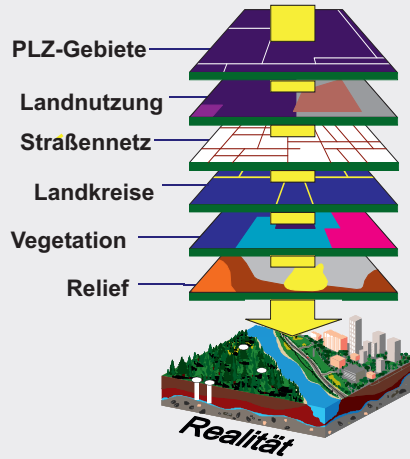 PLZ-Gebiete
Landnutzung
Straßennetz
Landkreise
Vegetation
Relief
Realität